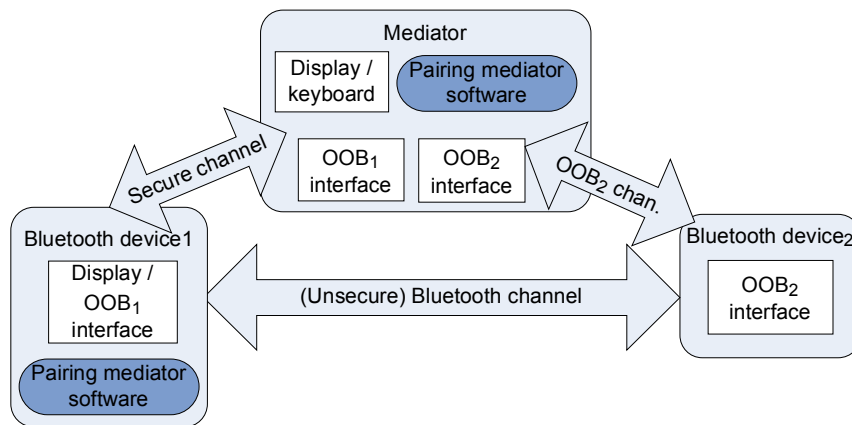 Mediator
Display /
keyboard
Pairing mediator
software
OOB1
interface
OOB2
interface
Secure channel
OOB2 chan.
Bluetooth device1
Display /
OOB1
interface
Pairing mediator
software
(Unsecure) Bluetooth channel
Bluetooth device2
OOB2
interface